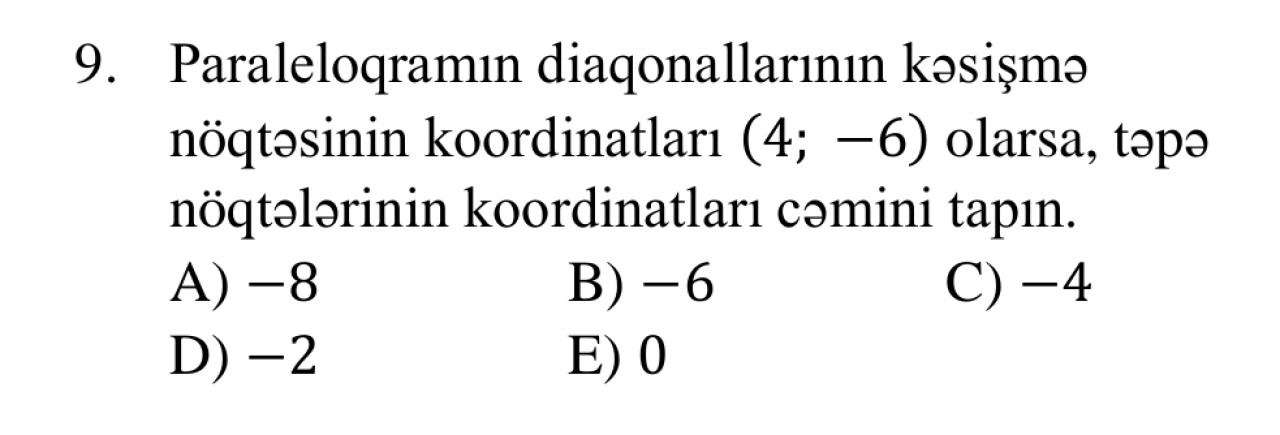 9. Paraleloqramın diaqonallarının kəsişmə
nöqtəsinin koordinatları (4; −6) olarsa, təpə
nöqtələrinin koordinatları cəmini tapın.
A) −8 B) −6 C) −4
D) −2 E) 0